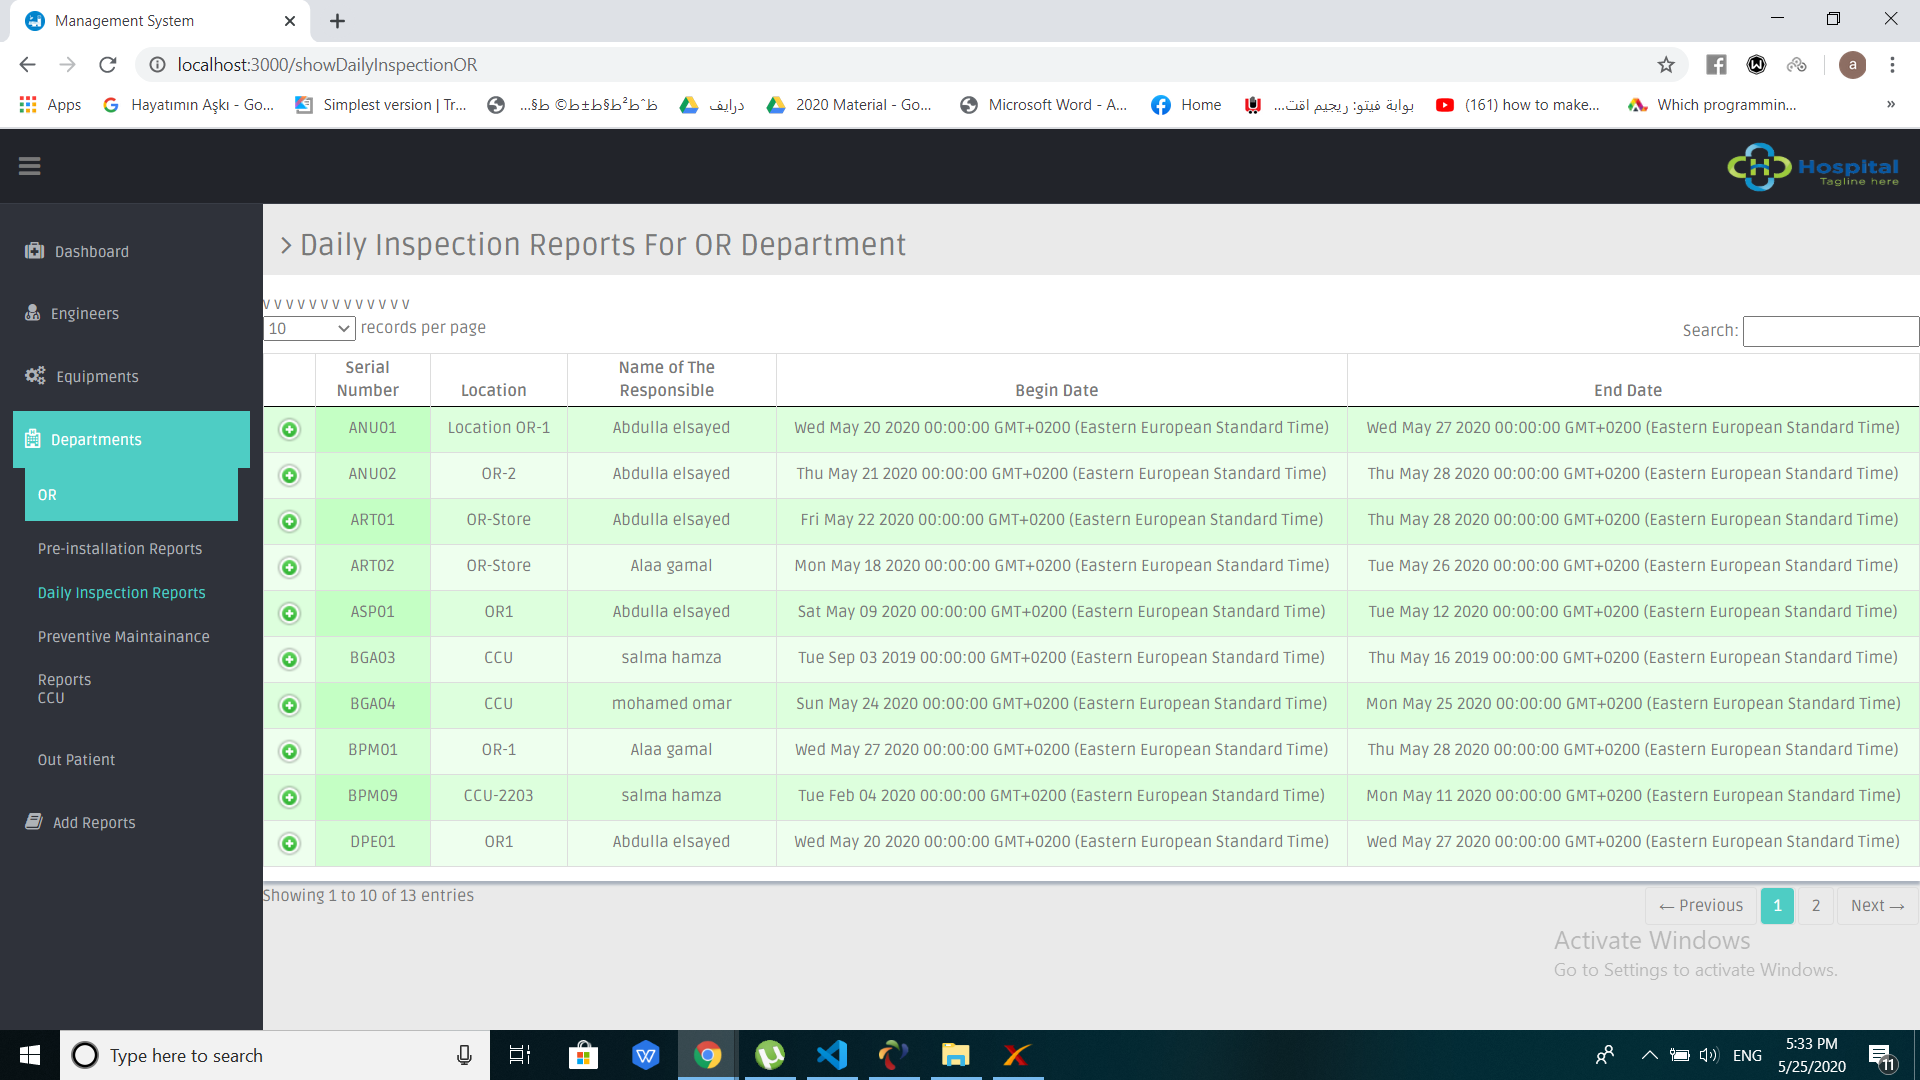 Management System
localhost:3000/showDailyInspectionOR
a
Apps
Hayatımın Aşkı - Go...
Simplest version | Tr...
2020 Material - Go...
درايف
Microsoft Word - A...
Home
بوابة فيتو: ريجيم اقت...
(161) how to make...
Which programmin...
»
Hospital
Tagline here
Dashboard
Engineers
Equipments
Departments
OR
Pre-installation Reports
Daily Inspection Reports
Preventive Maintainance
Reports
CCU
Out Patient
Add Reports
> Daily Inspection Reports For OR Department
v v v v v v v v v v v v v
10 records per page
Search:
Serial Number Location Name of The Responsible Begin Date End Date
ANU01 Location OR-1 Abdulla elsayed Wed May 20 2020 00:00:00 GMT+0200 (Eastern European Standard Time) Wed May 27 2020 00:00:00 GMT+0200 (Eastern European Standard Time)
ANU02 OR-2 Abdulla elsayed Thu May 21 2020 00:00:00 GMT+0200 (Eastern European Standard Time) Thu May 28 2020 00:00:00 GMT+0200 (Eastern European Standard Time)
ART01 OR-Store Abdulla elsayed Fri May 22 2020 00:00:00 GMT+0200 (Eastern European Standard Time) Thu May 28 2020 00:00:00 GMT+0200 (Eastern European Standard Time)
ART02 OR-Store Alaa gamal Mon May 18 2020 00:00:00 GMT+0200 (Eastern European Standard Time) Tue May 26 2020 00:00:00 GMT+0200 (Eastern European Standard Time)
ASP01 OR1 Abdulla elsayed Sat May 09 2020 00:00:00 GMT+0200 (Eastern European Standard Time) Tue May 12 2020 00:00:00 GMT+0200 (Eastern European Standard Time)
BGA03 CCU salma hamza Tue Sep 03 2019 00:00:00 GMT+0200 (Eastern European Standard Time) Thu May 16 2019 00:00:00 GMT+0200 (Eastern European Standard Time)
BGA04 CCU mohamed omar Sun May 24 2020 00:00:00 GMT+0200 (Eastern European Standard Time) Mon May 25 2020 00:00:00 GMT+0200 (Eastern European Standard Time)
BPM01 OR-1 Alaa gamal Wed May 27 2020 00:00:00 GMT+0200 (Eastern European Standard Time) Thu May 28 2020 00:00:00 GMT+0200 (Eastern European Standard Time)
BPM09 CCU-2203 salma hamza Tue Feb 04 2020 00:00:00 GMT+0200 (Eastern European Standard Time) Mon May 11 2020 00:00:00 GMT+0200 (Eastern European Standard Time)
DPE01 OR1 Abdulla elsayed Wed May 20 2020 00:00:00 GMT+0200 (Eastern European Standard Time) Wed May 27 2020 00:00:00 GMT+0200 (Eastern European Standard Time)
Showing 1 to 10 of 13 entries
← Previous 1 2 Next →
Activate Windows
Go to Settings to activate Windows.
Type here to search
ENG
5:33 PM
5/25/2020
11